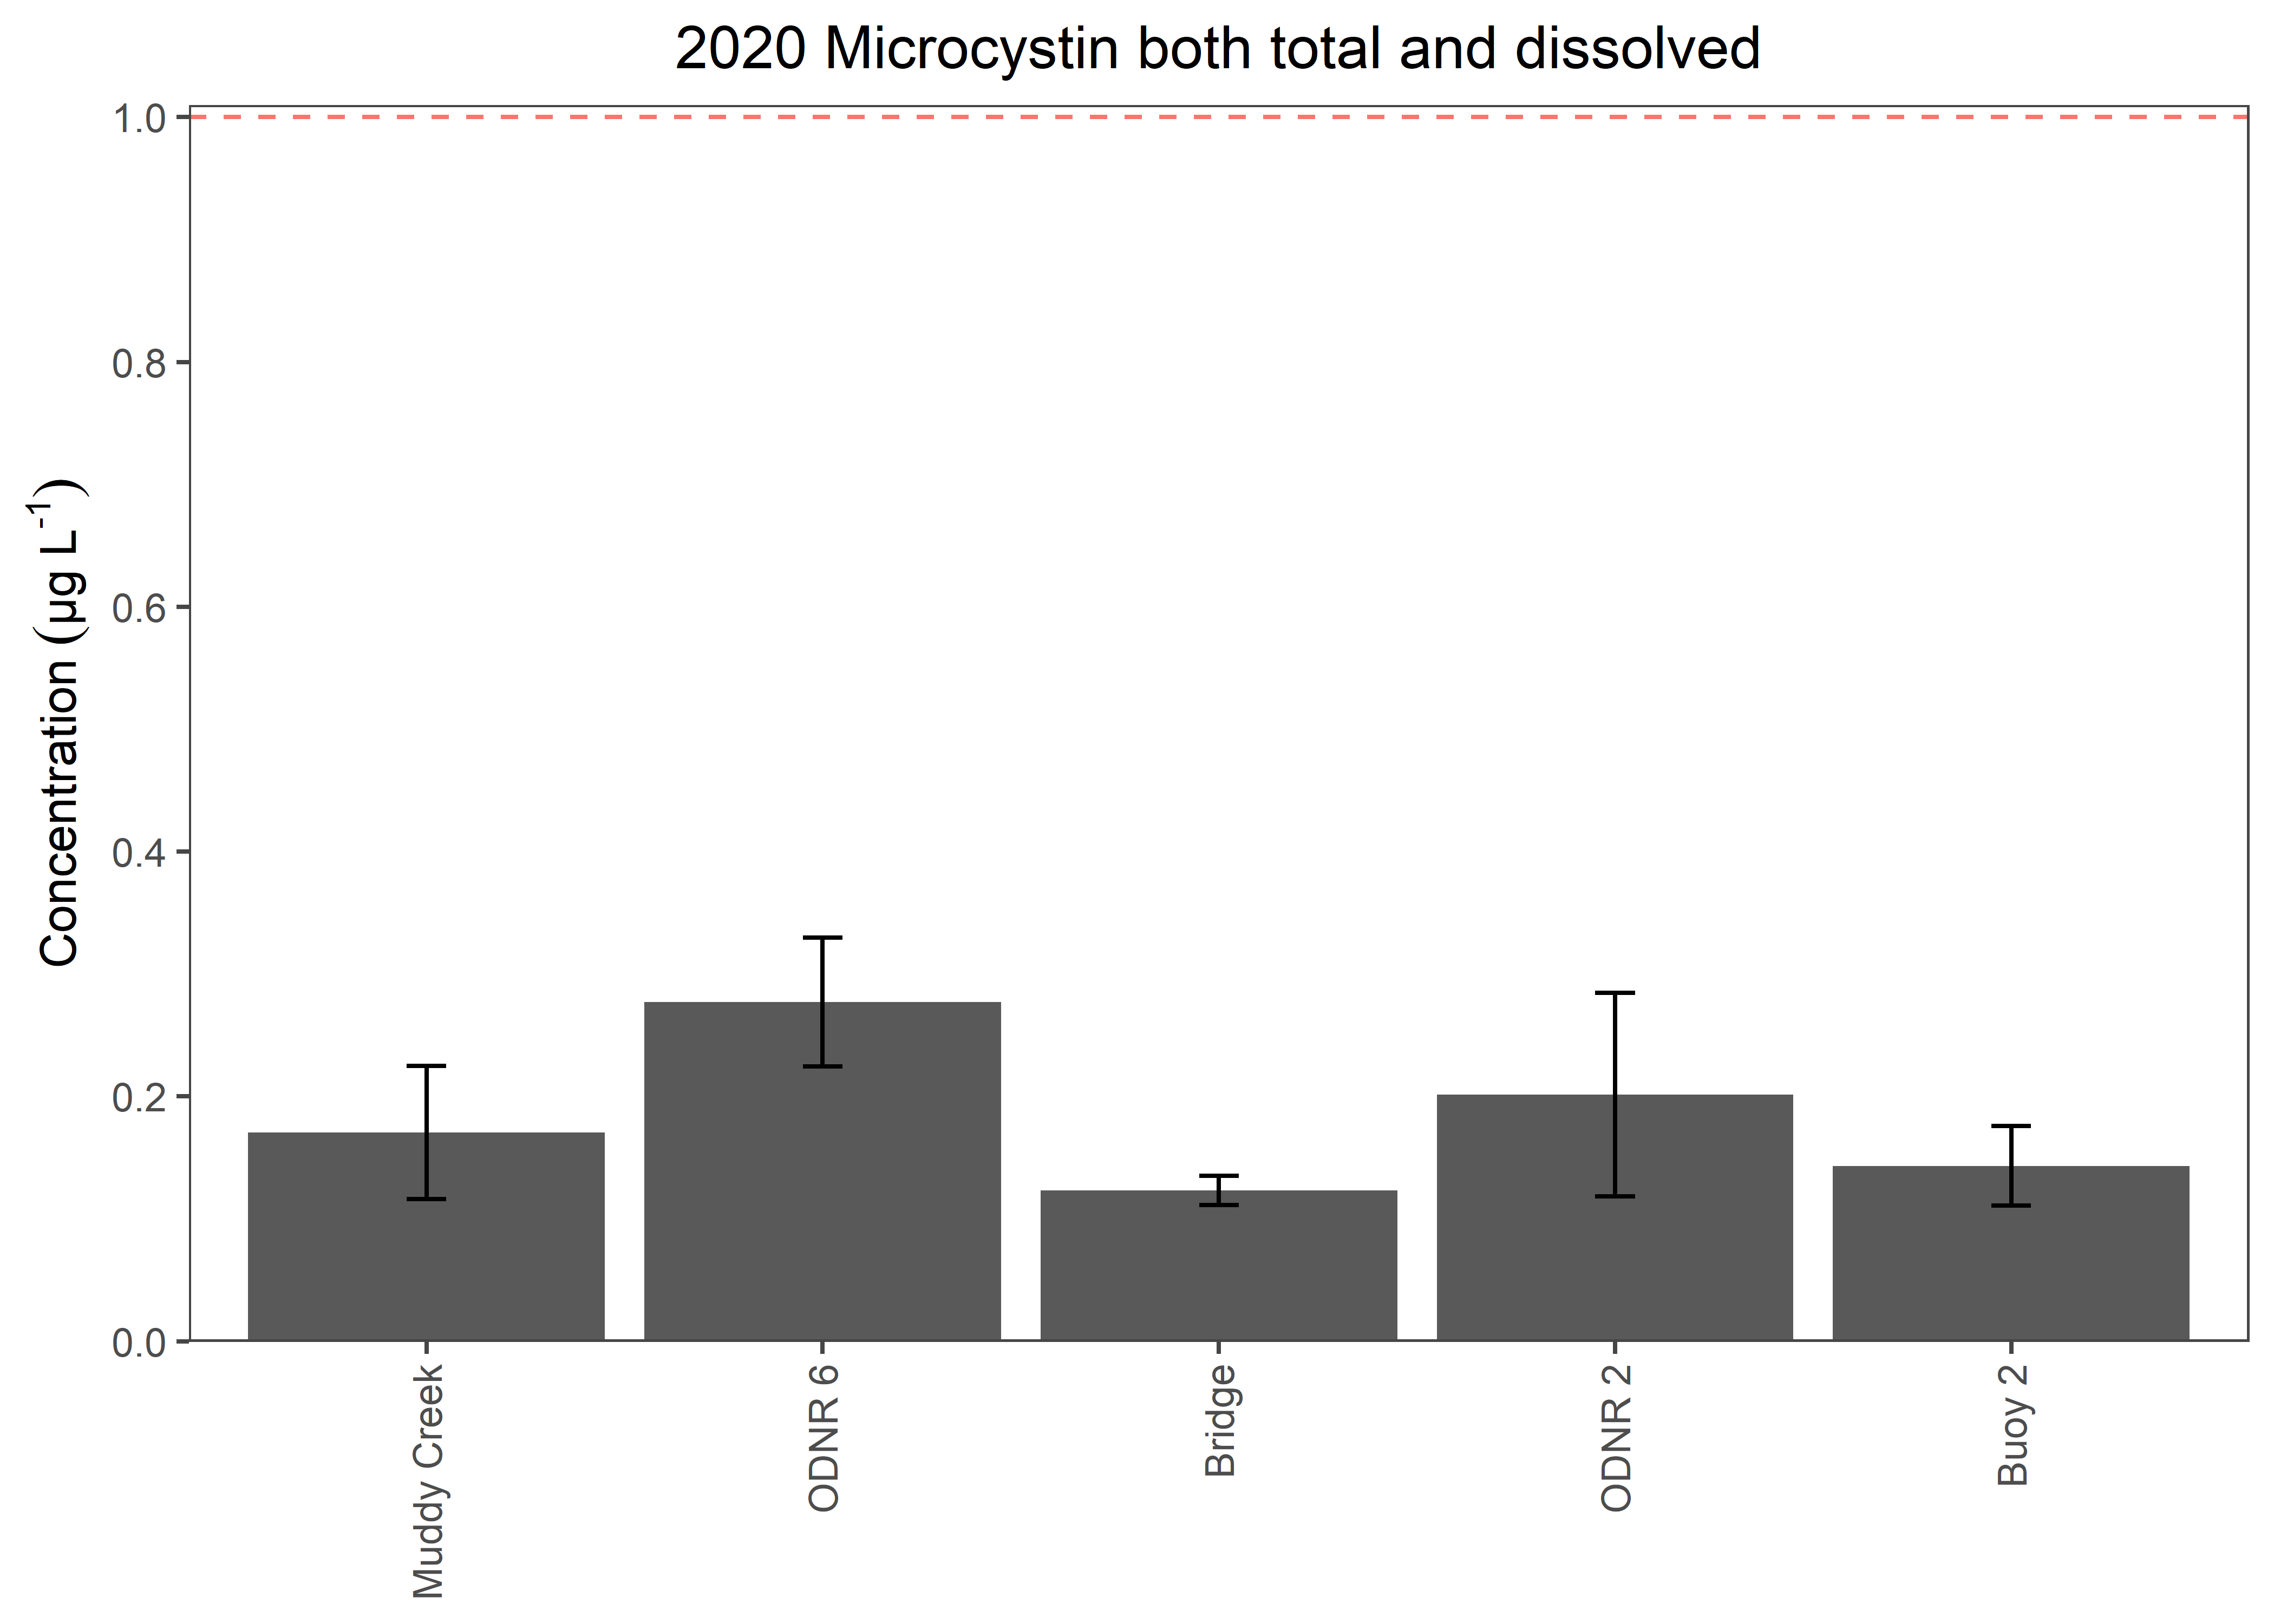 2020 Microcystin both total and dissolved
Concentration (µg L⁻¹)
1.0
0.8
0.6
0.4
0.2
0.0
Muddy Creek
ODNR 6
Bridge
ODNR 2
Buoy 2